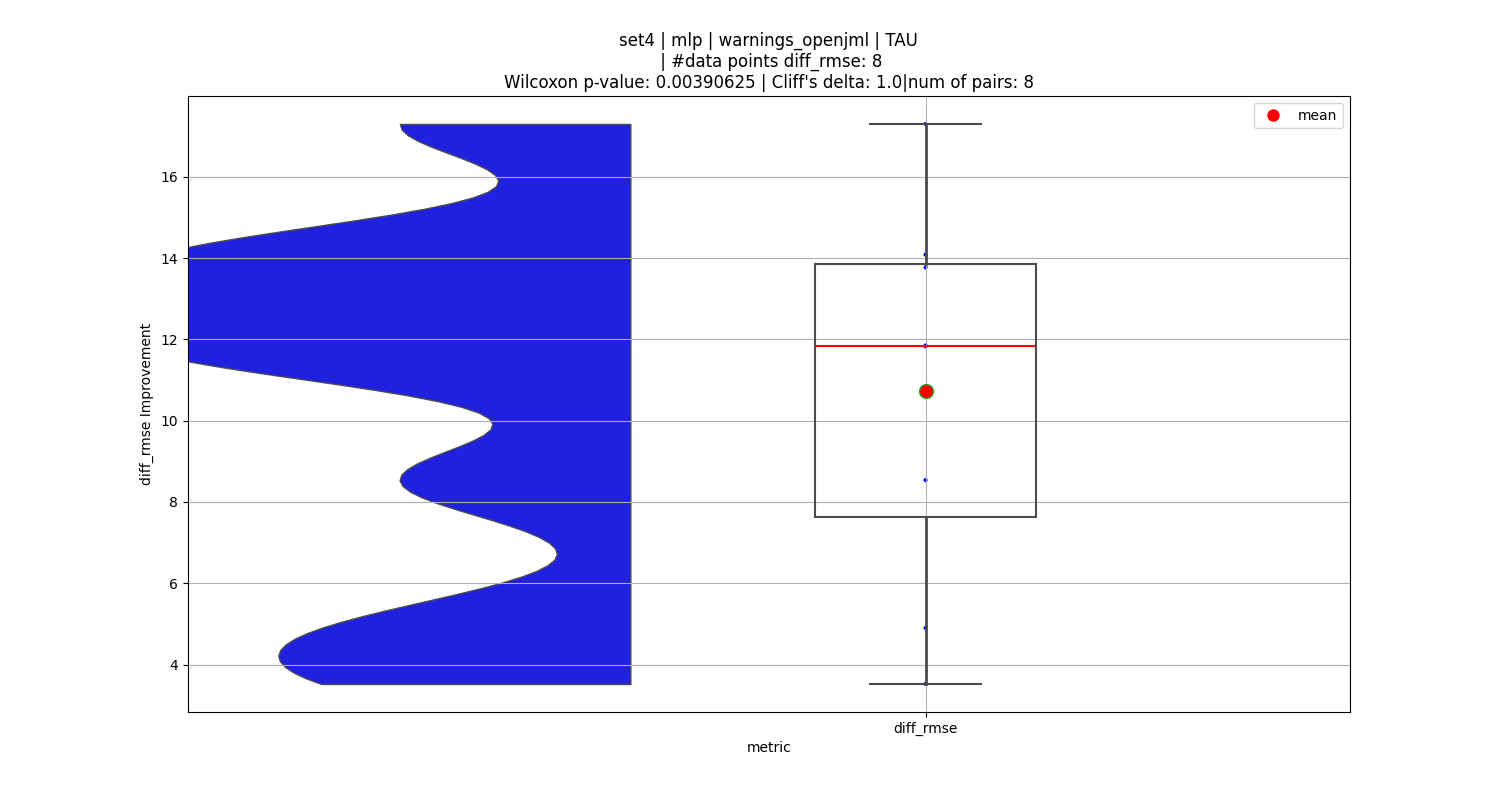 set4 | mlp | warnings_openjml | TAU
| #data points diff_rmse: 8
Wilcoxon p-value: 0.00390625 | Cliff's delta: 1.0|num of pairs: 8
mean
16
14
12
10
8
6
4
diff_rmse Improvement
diff_rmse
metric